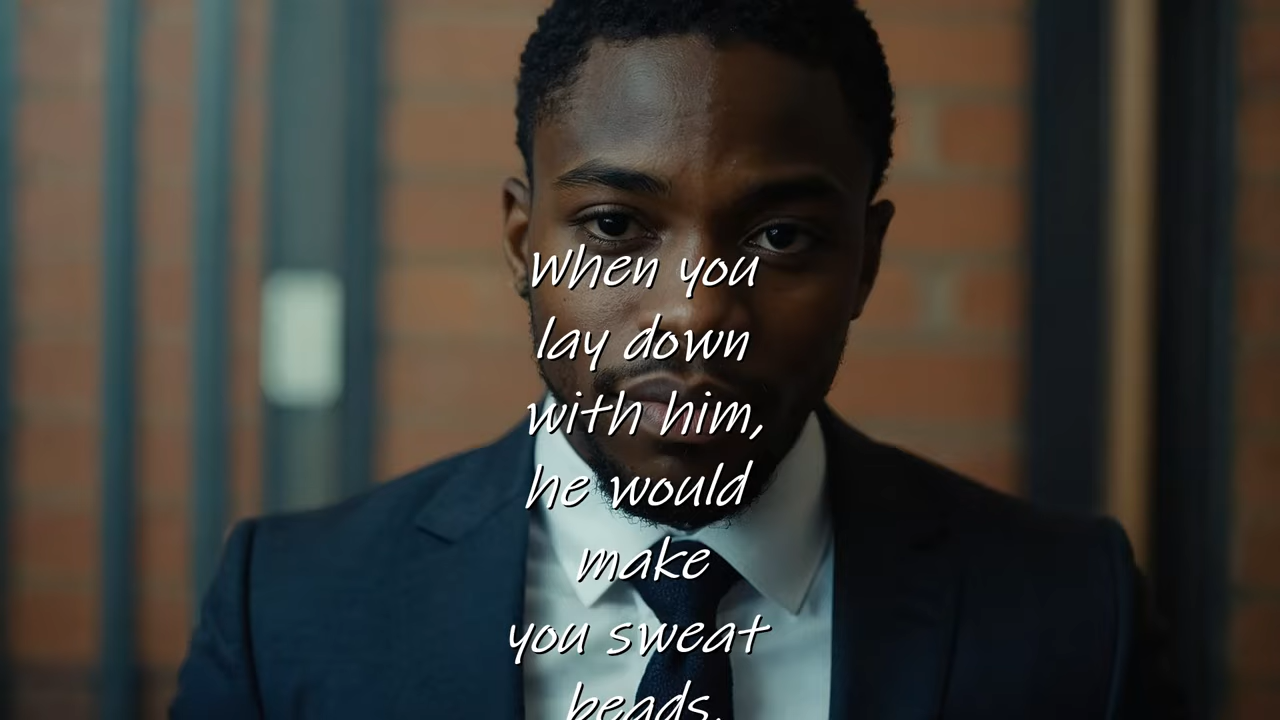 When you
lay down
with him,
he would
make
you sweat
beads.